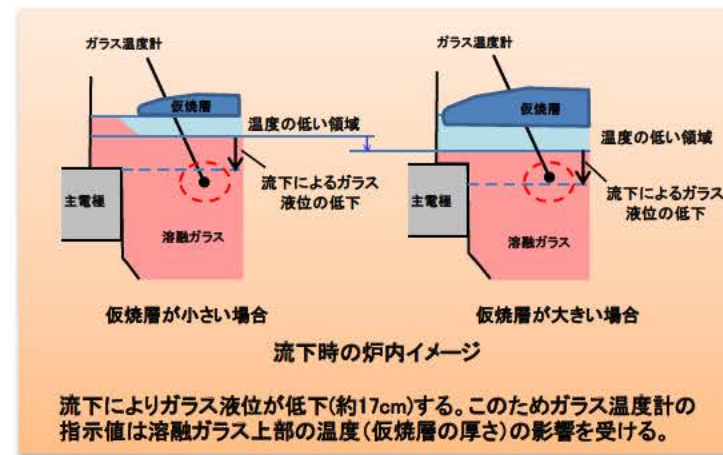 ガラス温度計
ガラス温度計
仮焼層
仮焼層
温度の低い領域
温度の低い領域
主電極
流下によるガラス
液位の低下
主電極
流下によるガラス
液位の低下
溶融ガラス
溶融ガラス
仮焼層が小さい場合
仮焼層が大きい場合
流下時の炉内イメージ
流下によりガラス液位が低下(約17cm)する。このためガラス温度計の
指示値は溶融ガラス上部の温度(仮焼層の厚さ)の影響を受ける。